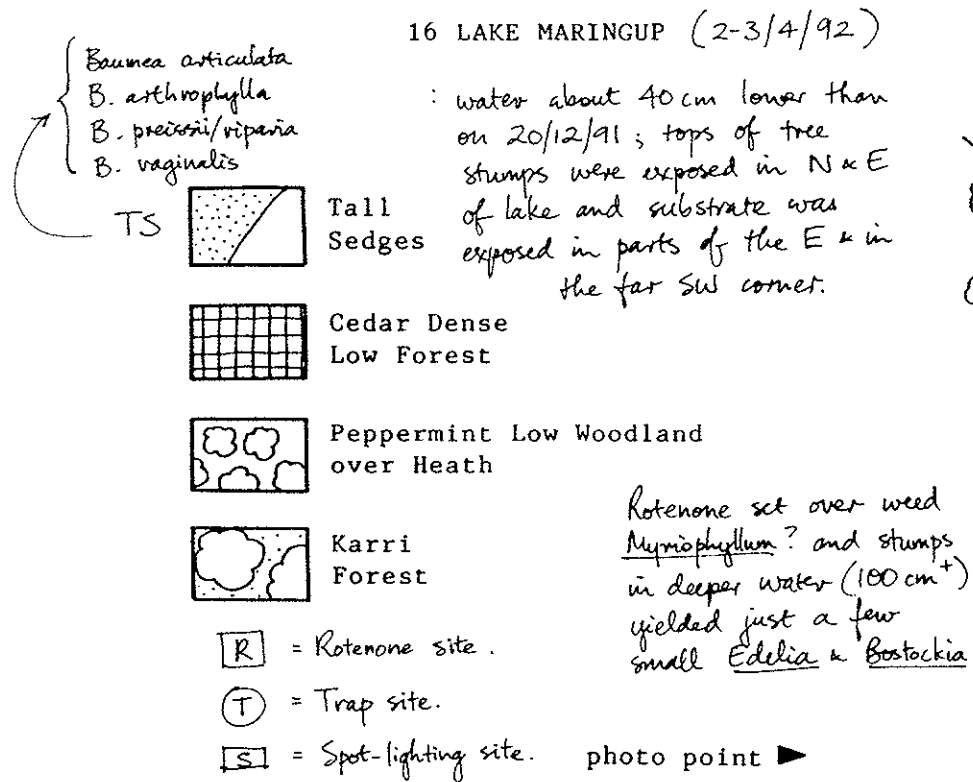 16 LAKE MARINGUP (2-3/4/92)
Baumea articulata
B. arthrophylla
B. preissii/riparia
B. vaginalis
: water about 40 cm lower than
on 20/12/91; tops of tree
stumps were exposed in N & E
of lake and substrate was
exposed in parts of the E & in
the far SW corner.
TS
Tall
Sedges
Cedar Dense
Low Forest
Peppermint Low Woodland
over Heath
Karri
Forest
Rotenone set over weed
Myriophyllum? and stumps
in deeper water (100 cm+)
yielded just a few
small Edelia & Bostockia
R = Rotenone site.
T = Trap site.
S = Spot-lighting site.
photo point ▶